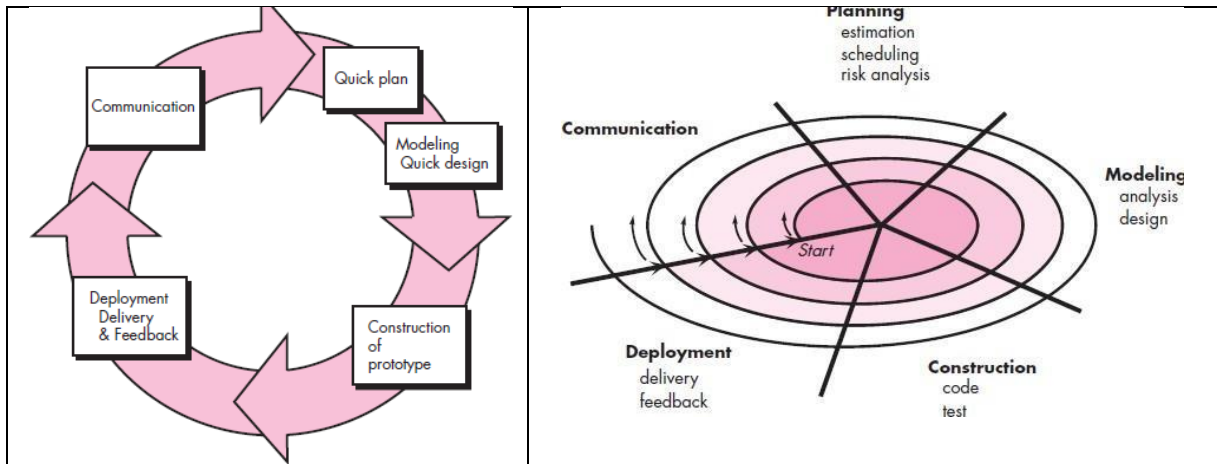 Communication
Quick plan
Modeling
Quick design
Construction
of
prototype
Deployment
Delivery
& Feedback
Planning
estimation
scheduling
risk analysis
Communication
Modeling
analysis
design
Start
Deployment
delivery
feedback
Construction
code
test